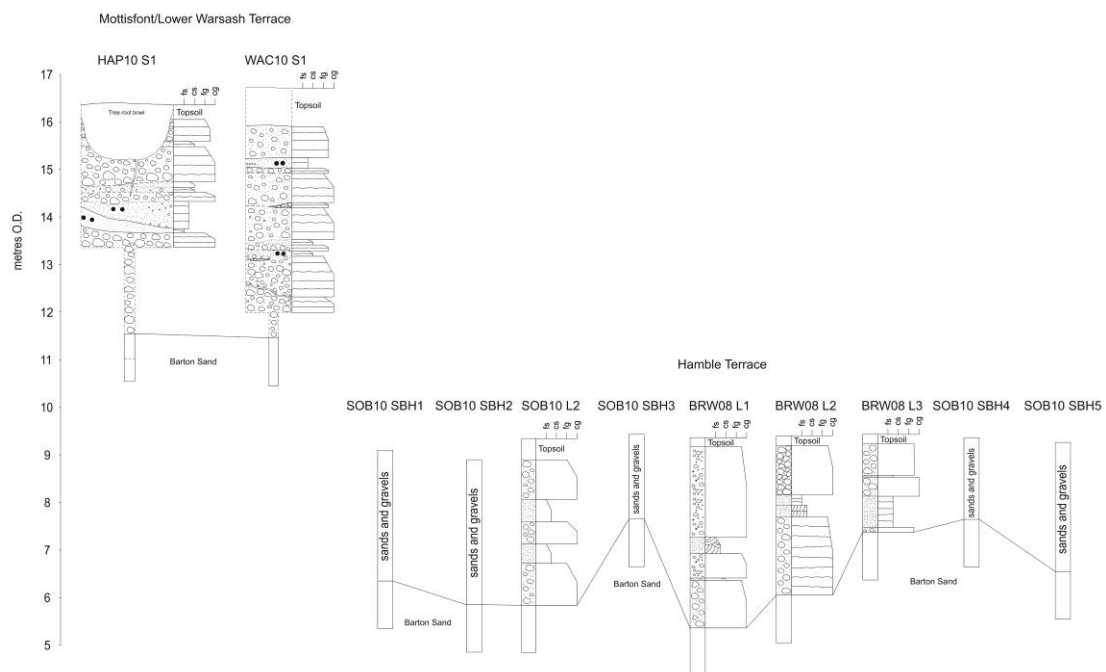 Mottisfont/Lower Warsash Terrace
HAP10 S1
WAC10 S1
17
16
15
14
13
12
11
10
9
8
7
6
5
metres O.D.
fs cs fg cg
fs cs fg cg
Tree root bowl
Topsoil
Topsoil
Barton Sand
Hamble Terrace
SOB10 SBH1
SOB10 SBH2
SOB10 L2
SOB10 SBH3
BRW08 L1
BRW08 L2
BRW08 L3
SOB10 SBH4
SOB10 SBH5
fs cs fg cg
fs cs fg cg
fs cs fg cg
fs cs fg cg
Topsoil
Topsoil
Topsoil
Topsoil
sands and gravels
sands and gravels
sands and gravels
sands and gravels
sands and gravels
Barton Sand
Barton Sand
Barton Sand